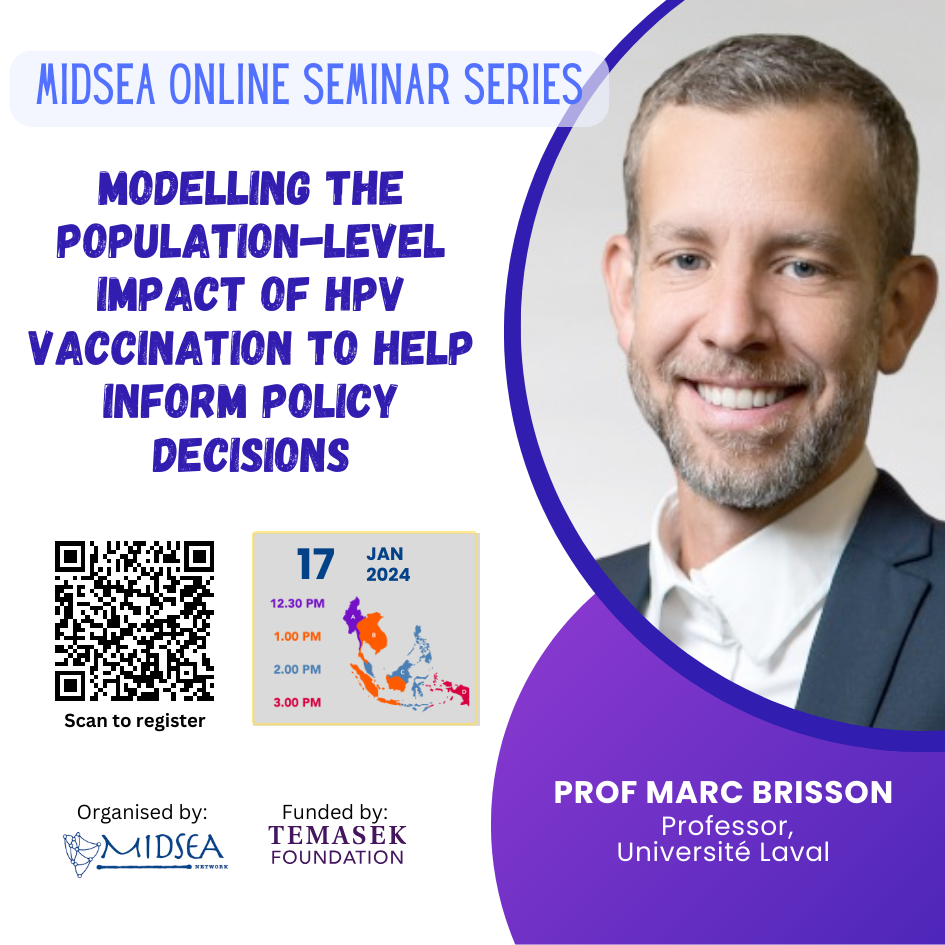 MIDSEA ONLINE SEMINAR SERIES
MODELLING THE
POPULATION-LEVEL
IMPACT OF HPV
VACCINATION TO HELP
INFORM POLICY
DECISIONS
17 JAN
2024
12.30 PM
1.00 PM
2.00 PM
3.00 PM
A
B
C
D
Scan to register
Organised by:
MIDSEA
NETWORK
Funded by:
TEMASEK
FOUNDATION
PROF MARC BRISSON
Professor,
Université Laval